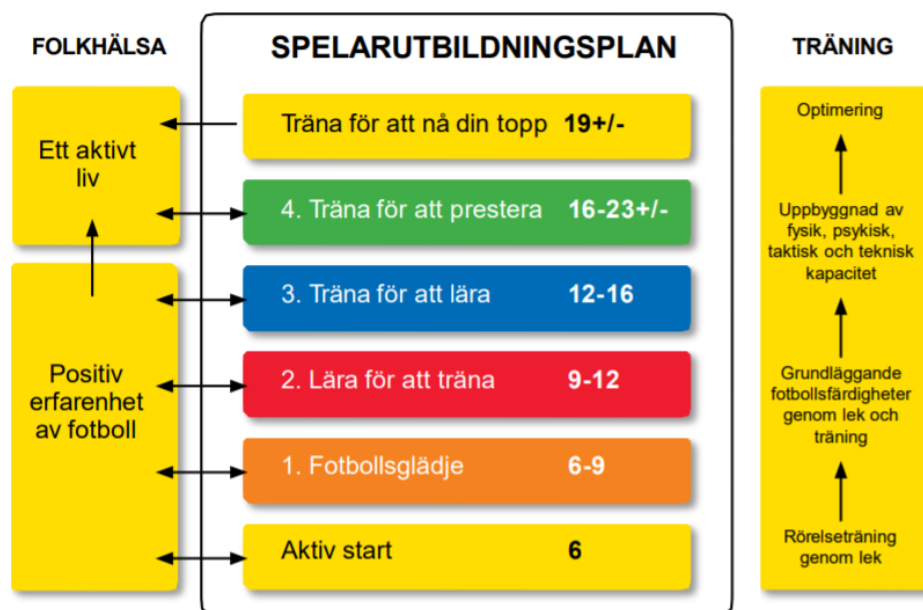 FOLKHÄLSA
Ett aktivt
liv
Positiv
erfarenhet
av fotboll
SPELARUTBILDNINGSPLAN
Träna för att nå din topp 19+/-
4. Träna för att prestera 16-23+/-
3. Träna för att lära 12-16
2. Lära för att träna 9-12
1. Fotbollsglädje 6-9
Aktiv start 6
TRÄNING
Optimering
Uppbyggnad av
fysik, psykisk,
taktisk och teknisk
kapacitet
Grundläggande
fotbollsfärdigheter
genom lek och
träning
Rörelseträning
genom lek